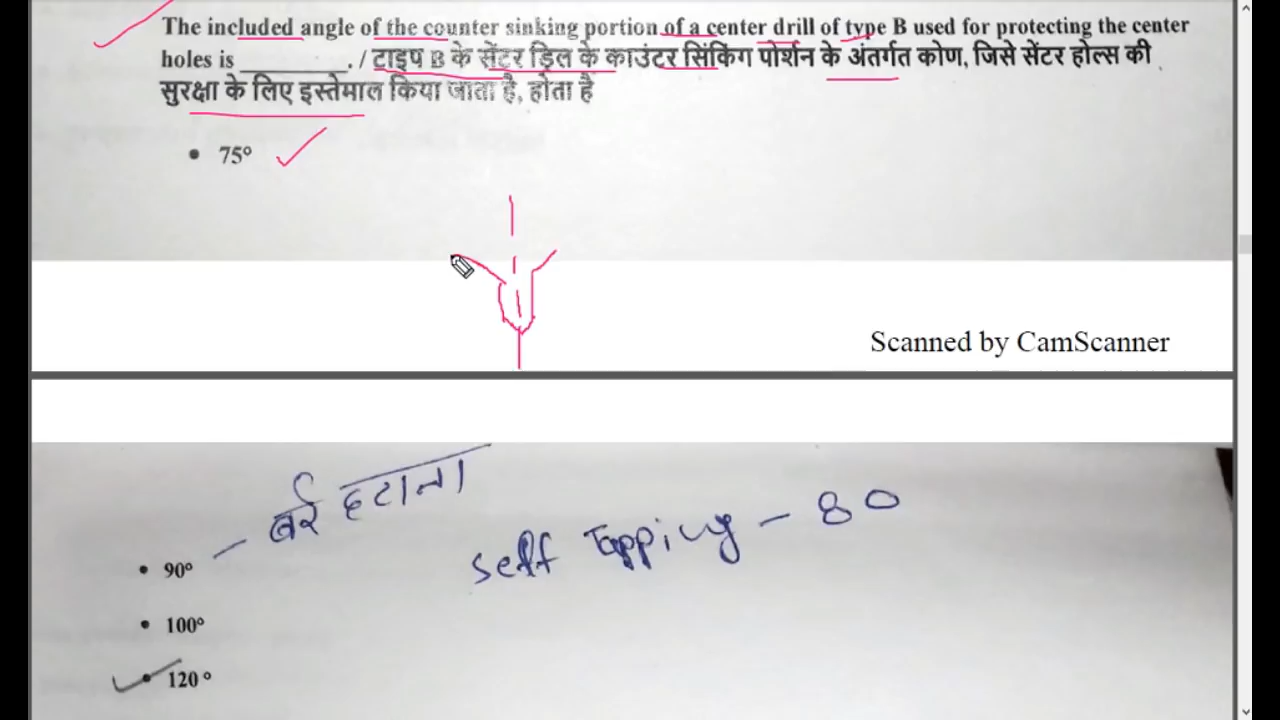 The included angle of the counter sinking portion of a center drill of type B used for protecting the center
holes is _________. / टाइप B के सेंटर ड्रिल के काउंटर सिंकिंग पोर्शन के अंतर्गत कोण, जिसे सेंटर होल्स की
सुरक्षा के लिए इस्तेमाल किया जाता है, होता है
• 75°
Scanned by CamScanner
बर्र हटाना
self Tapping - 80
• 90°
• 100°
• 120°